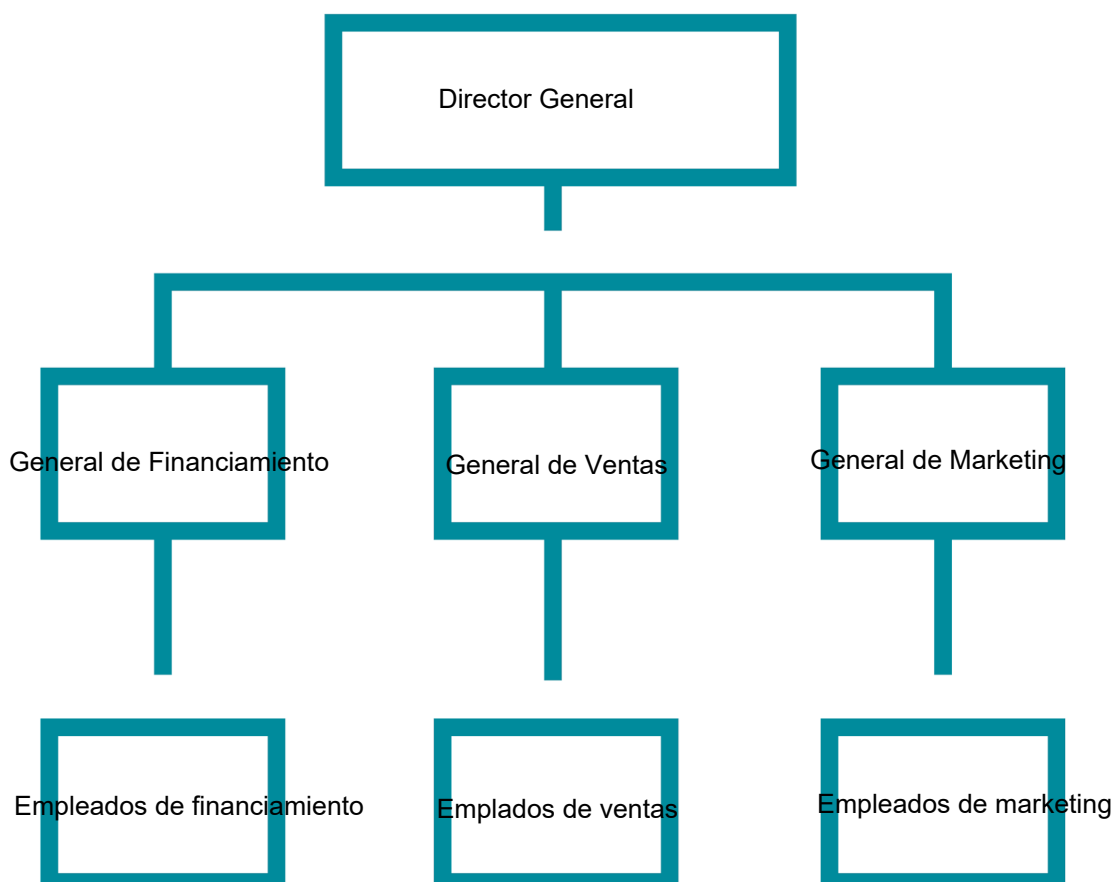 Director General
General de Financiamiento
General de Ventas
General de Marketing
Empleados de financiamiento
Emplados de ventas
Empleados de marketing